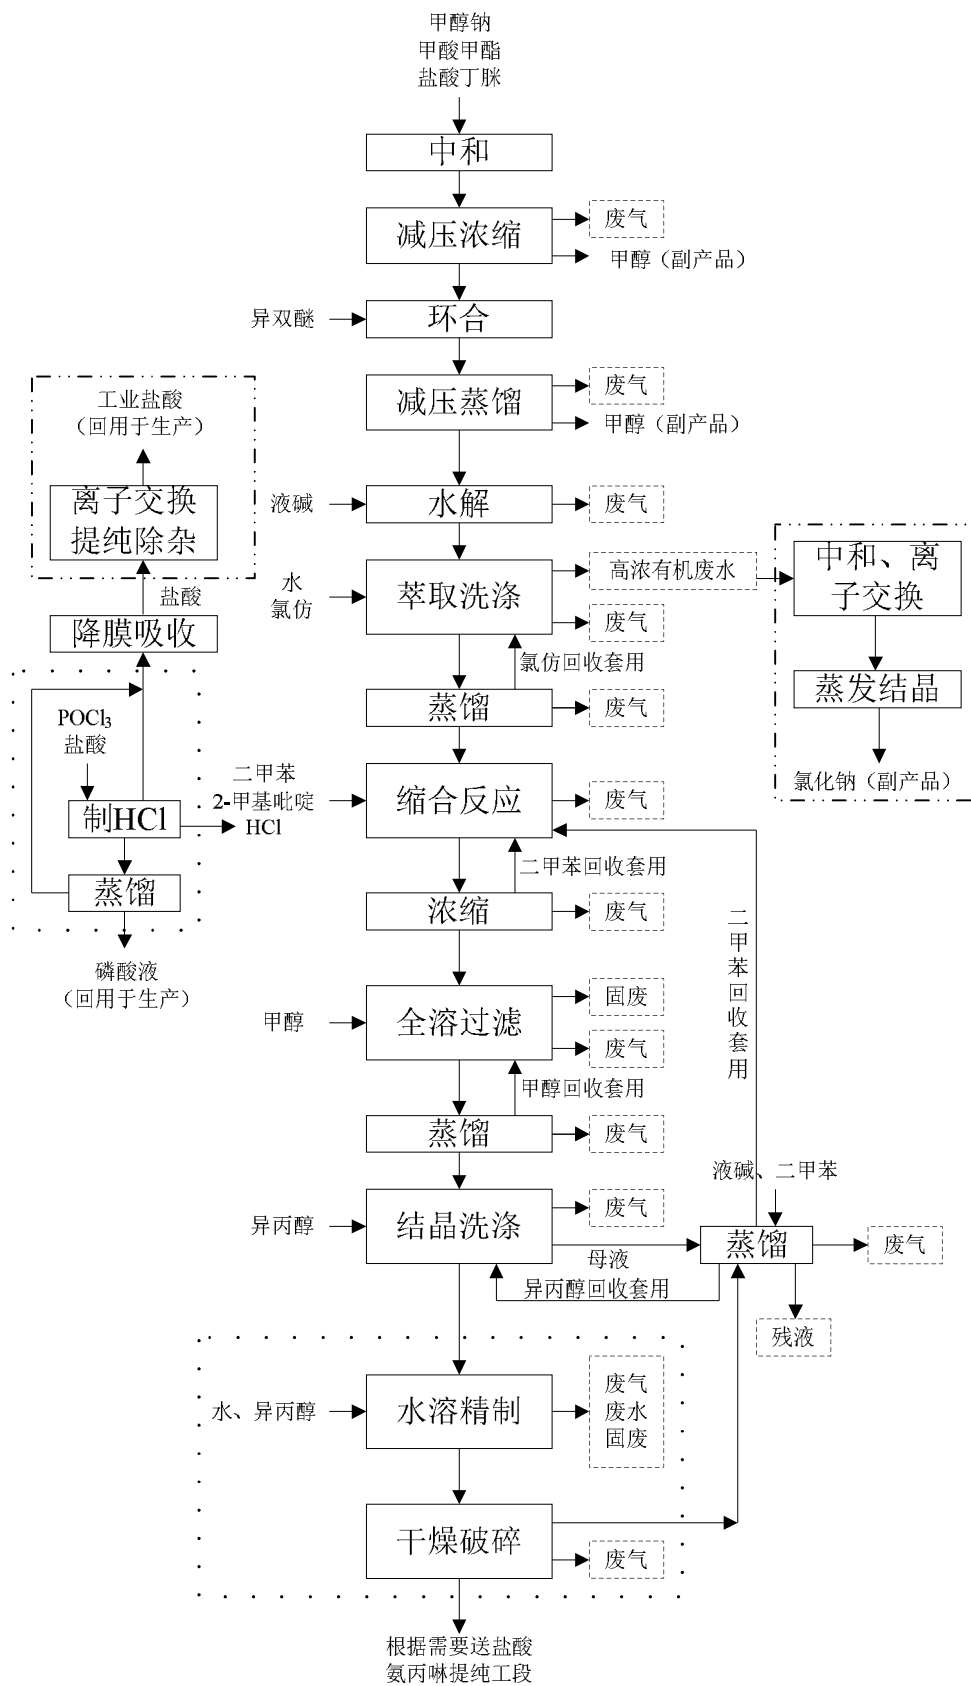 甲醇钠
甲酸甲酯
盐酸丁脒
中和
减压浓缩
废气
甲醇（副产品）
异双醚
环合
减压蒸馏
废气
甲醇（副产品）
工业盐酸
（回用于生产）
离子交换
提纯除杂
盐酸
降膜吸收
液碱
水解
废气
水
氯仿
萃取洗涤
高浓有机废水
废气
中和、离
子交换
蒸发结晶
氯化钠（副产品）
氯仿回收套用
蒸馏
废气
POCl₃
盐酸
制HCl
蒸馏
磷酸液
（回用于生产）
二甲苯
2-甲基吡啶
HCl
缩合反应
废气
二甲苯回收套用
浓缩
废气
二甲苯回收套用
甲醇
全溶过滤
固废
废气
甲醇回收套用
蒸馏
废气
液碱、二甲苯
异丙醇
结晶洗涤
废气
母液
异丙醇回收套用
蒸馏
废气
残液
水、异丙醇
水溶精制
废气
废水
固废
干燥破碎
废气
根据需要送盐酸
氨丙啉提纯工段